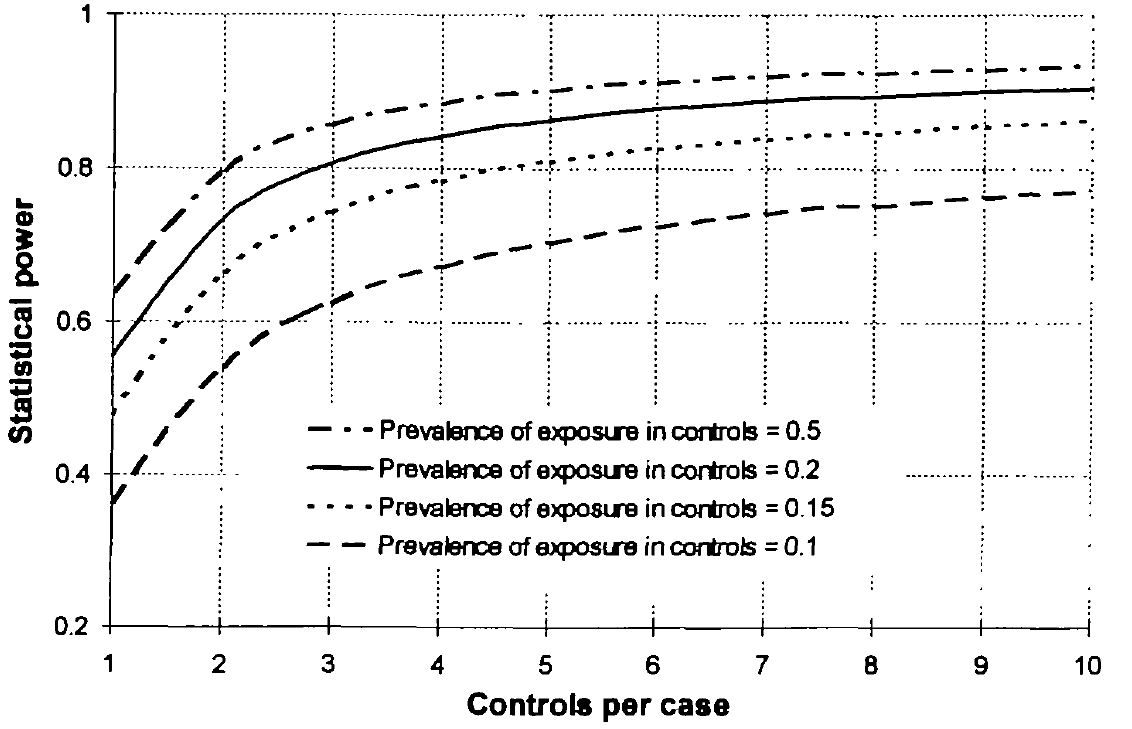 1
0.8
0.6
0.4
0.2
Statistical power
Prevalence of exposure in controls = 0.5
Prevalence of exposure in controls = 0.2
Prevalence of exposure in controls = 0.15
Prevalence of exposure in controls = 0.1
1 2 3 4 5 6 7 8 9 10
Controls per case